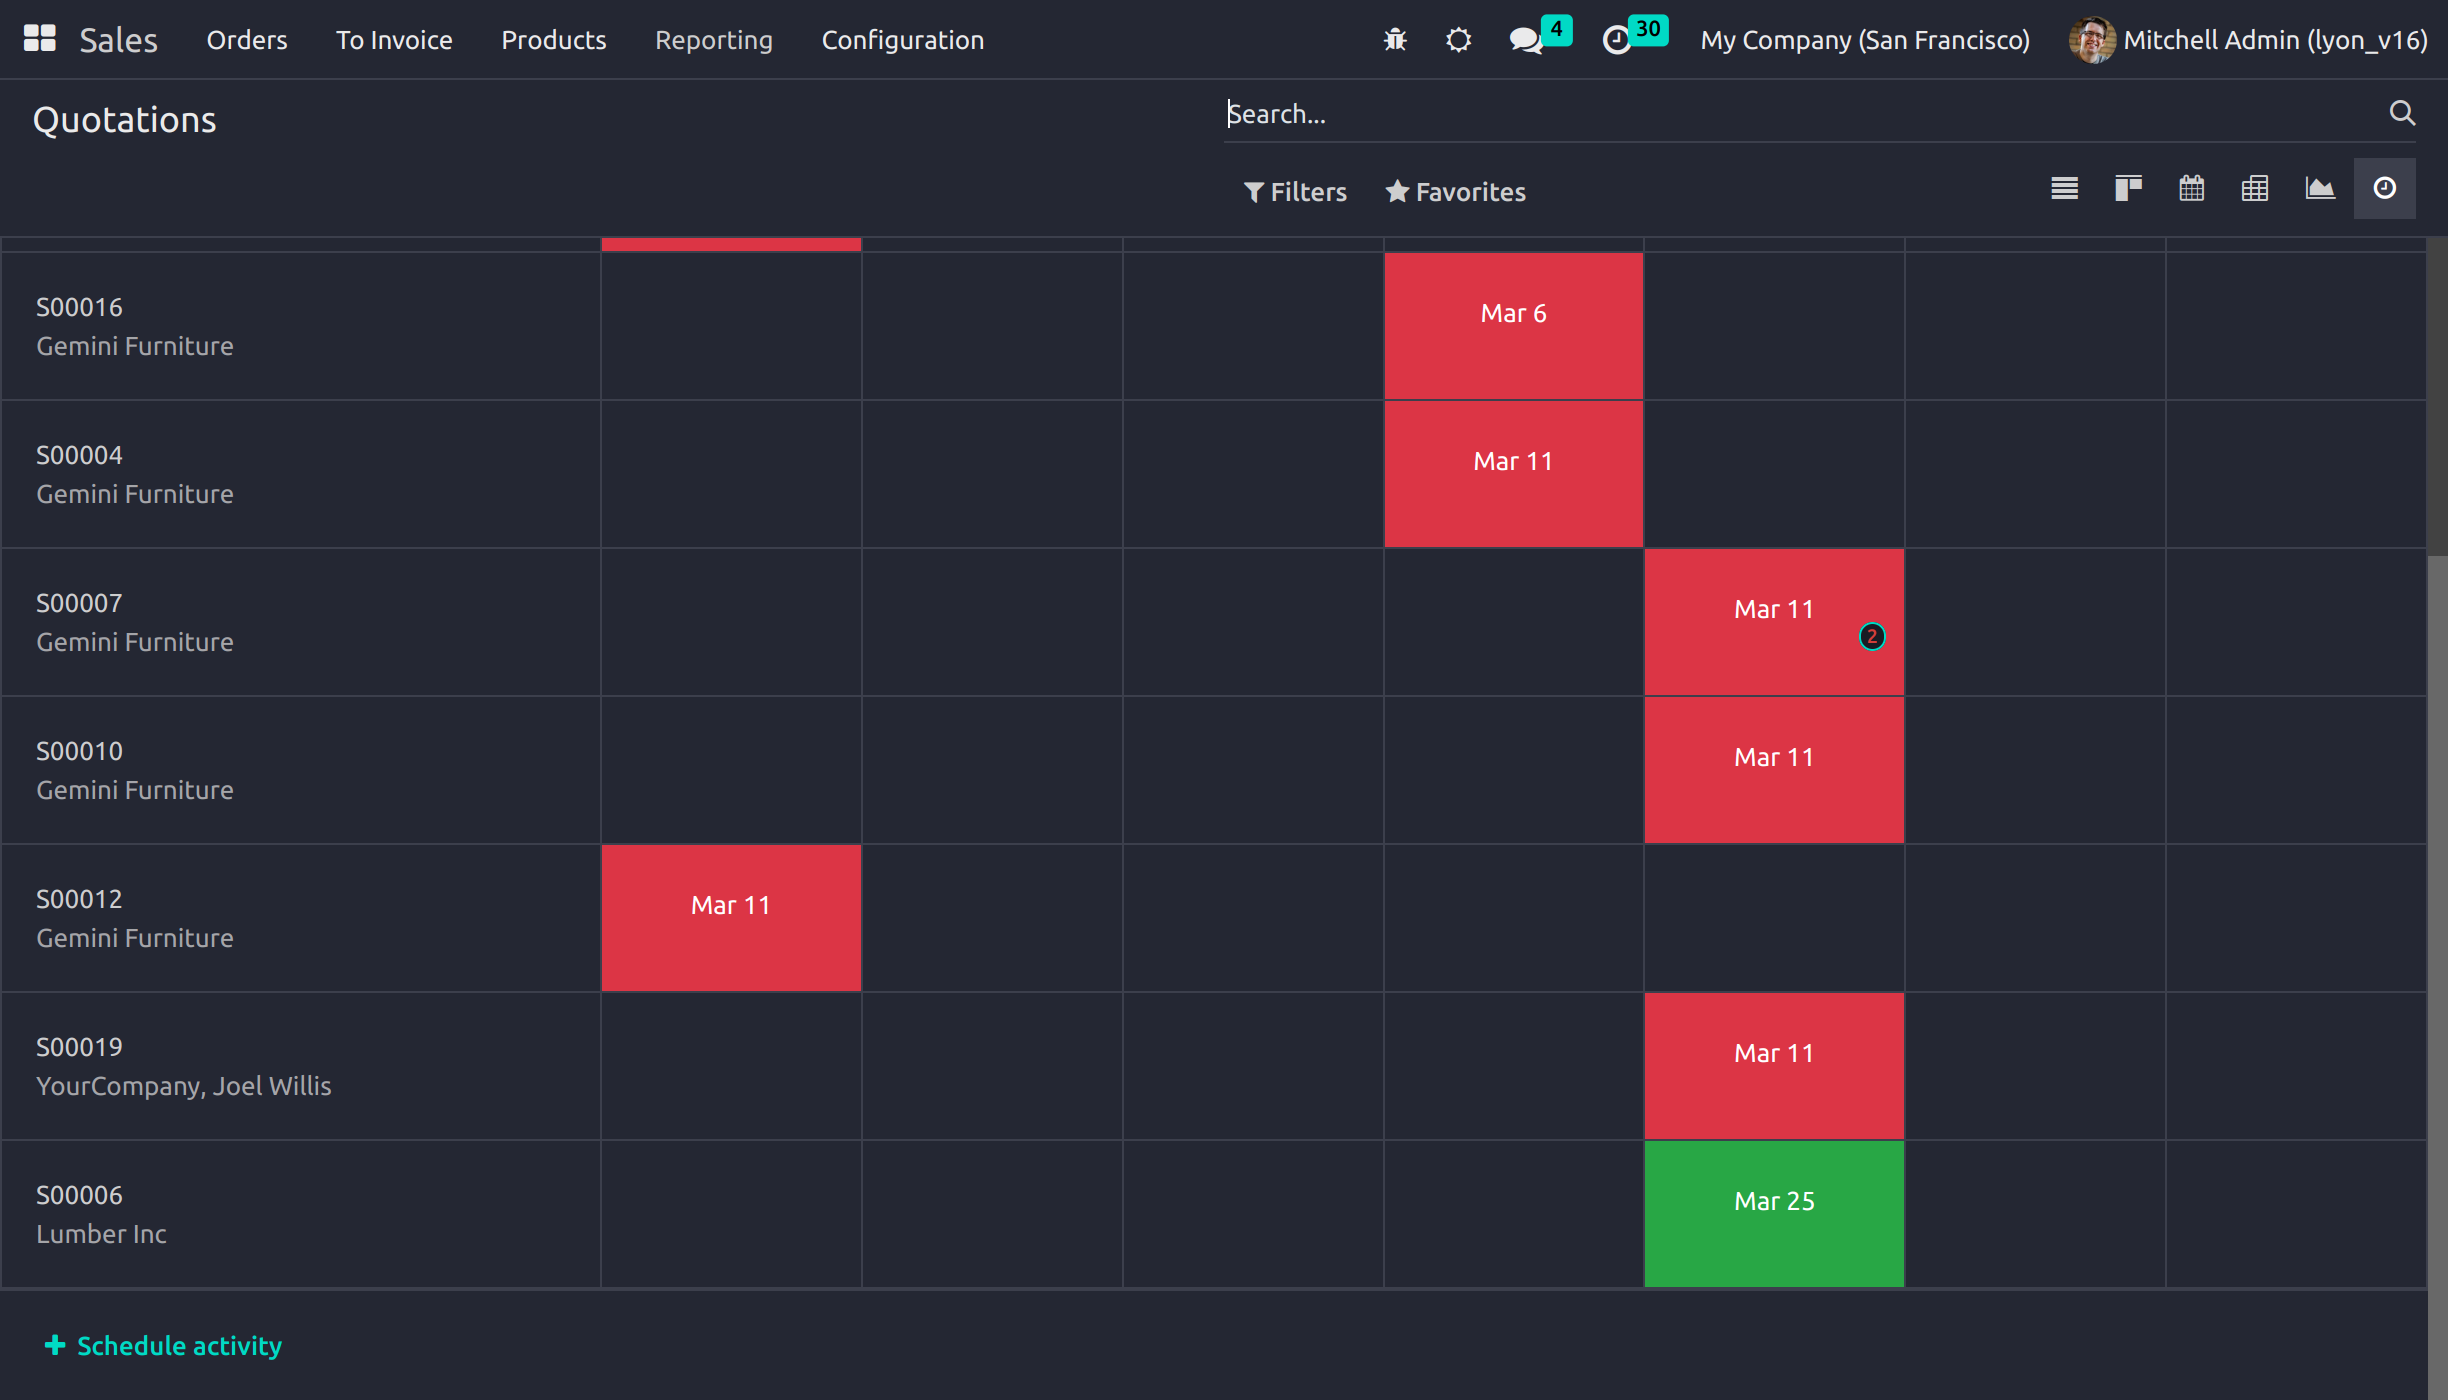 Sales Orders To Invoice Products Reporting Configuration 4 30 My Company (San Francisco) Mitchell Admin (lyon_v16)
Quotations
Search...
Filters Favorites
S00016
Gemini Furniture
Mar 6
S00004
Gemini Furniture
Mar 11
S00007
Gemini Furniture
Mar 11
2
S00010
Gemini Furniture
Mar 11
S00012
Gemini Furniture
Mar 11
S00019
YourCompany, Joel Willis
Mar 11
S00006
Lumber Inc
Mar 25
Schedule activity